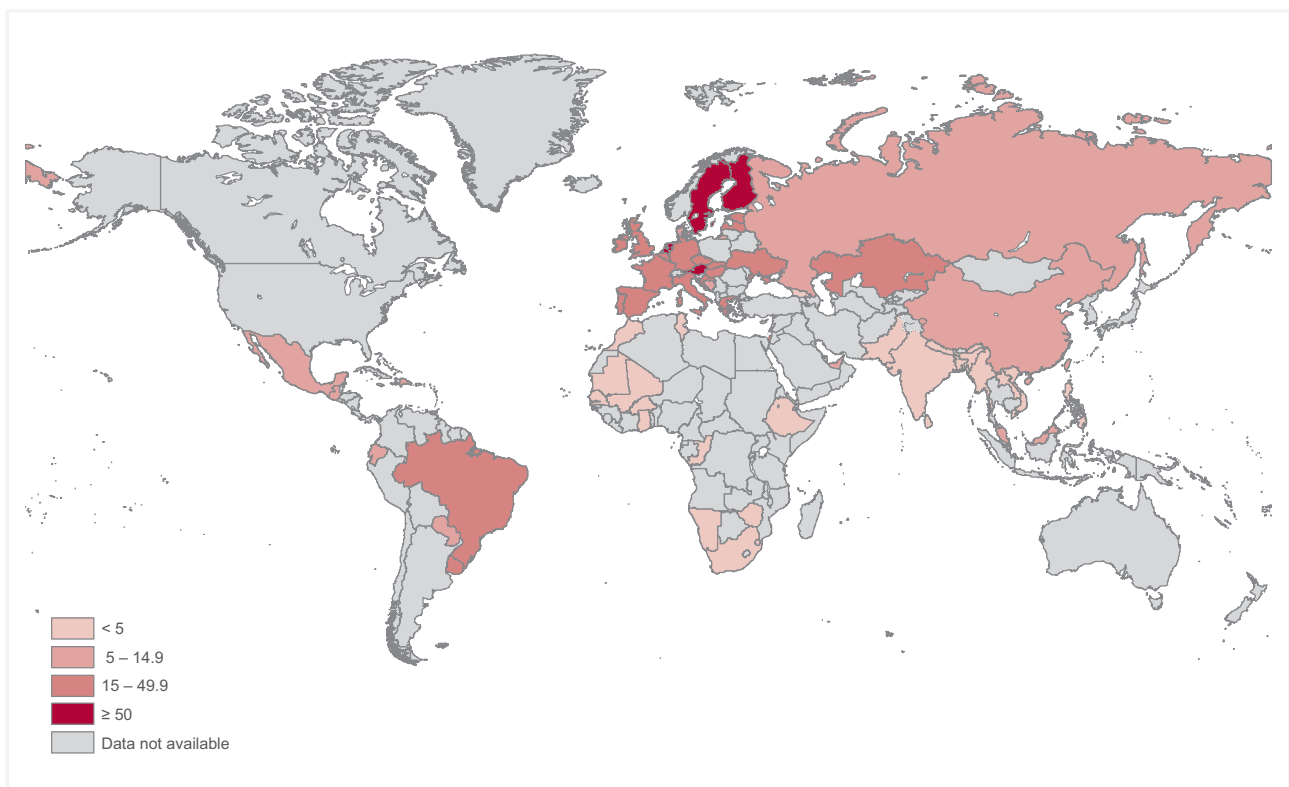 < 5
5 – 14.9
15 – 49.9
≥ 50
Data not available